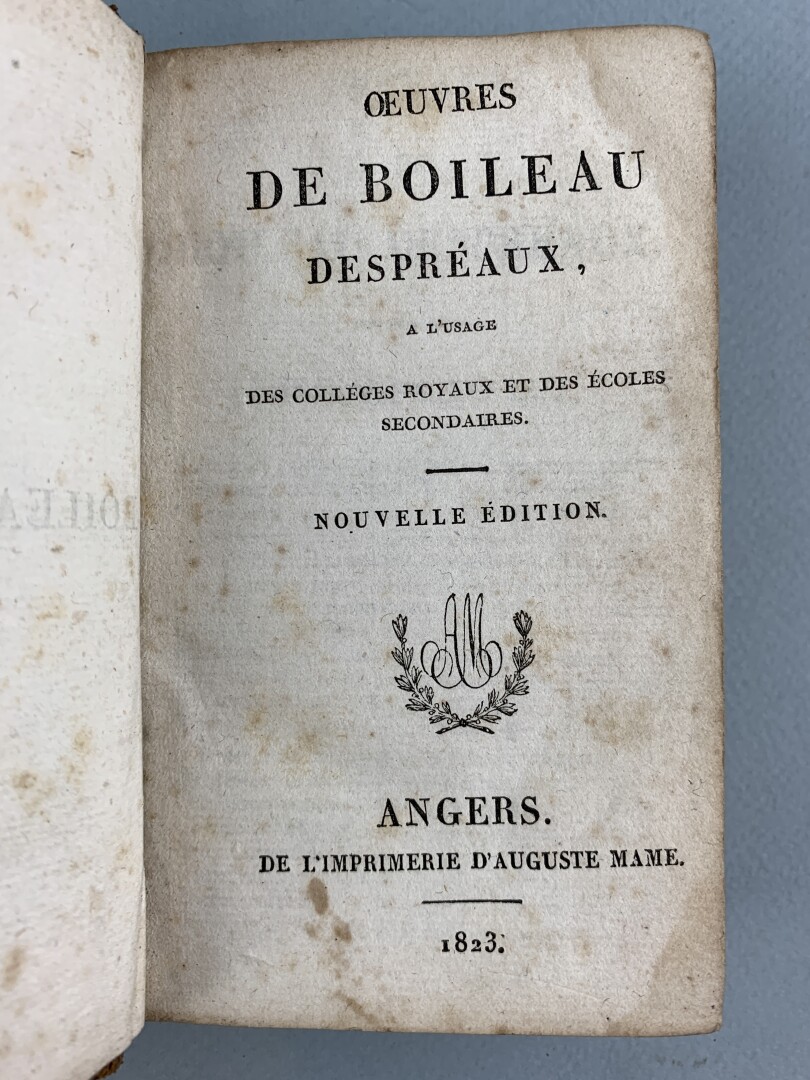 ŒUVRES
DE BOILEAU
DESPRÉAUX,
A L'USAGE
DES COLLÉGES ROYAUX ET DES ÉCOLES
SECONDAIRES.
NOUVELLE ÉDITION.
AM
ANGERS.
DE L'IMPRIMERIE D'AUGUSTE MAME.
1823.